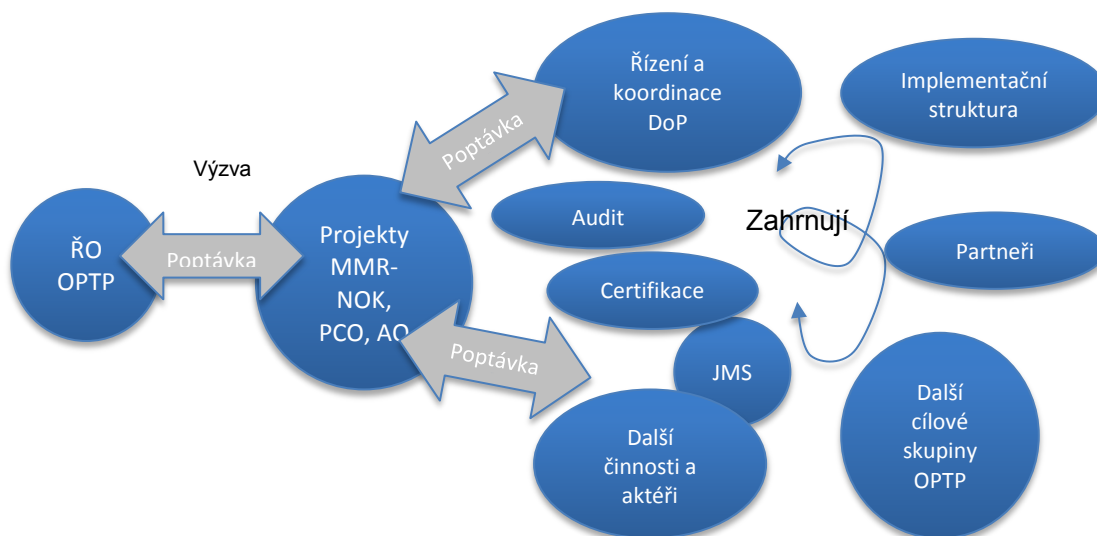 Výzva
ŘO
OPTP
Poptávka
Projekty
MMR-
NOK,
PCO, AO
Poptávka
Poptávka
Řízení a
koordinace
DoP
Audit
Certifikace
JMS
Další
činnosti a
aktéři
Zahrnují
Implementační
struktura
Partneři
Další
cílové
skupiny
OPTP